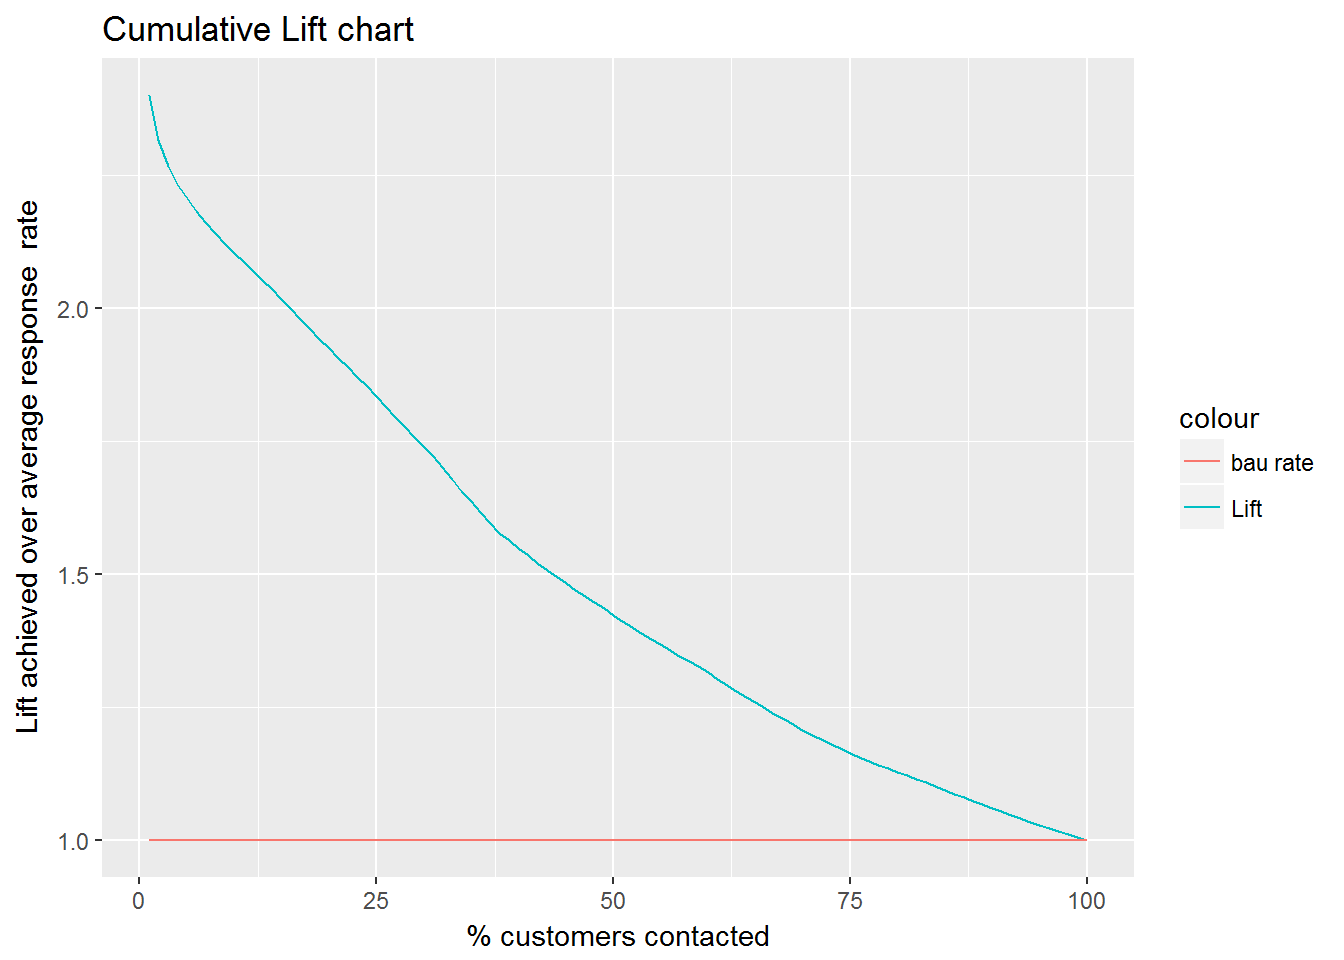 Cumulative Lift chart
Lift achieved over average response  rate
2.0
1.5
1.0
0
25
50
75
100
% customers contacted
colour
bau rate
Lift